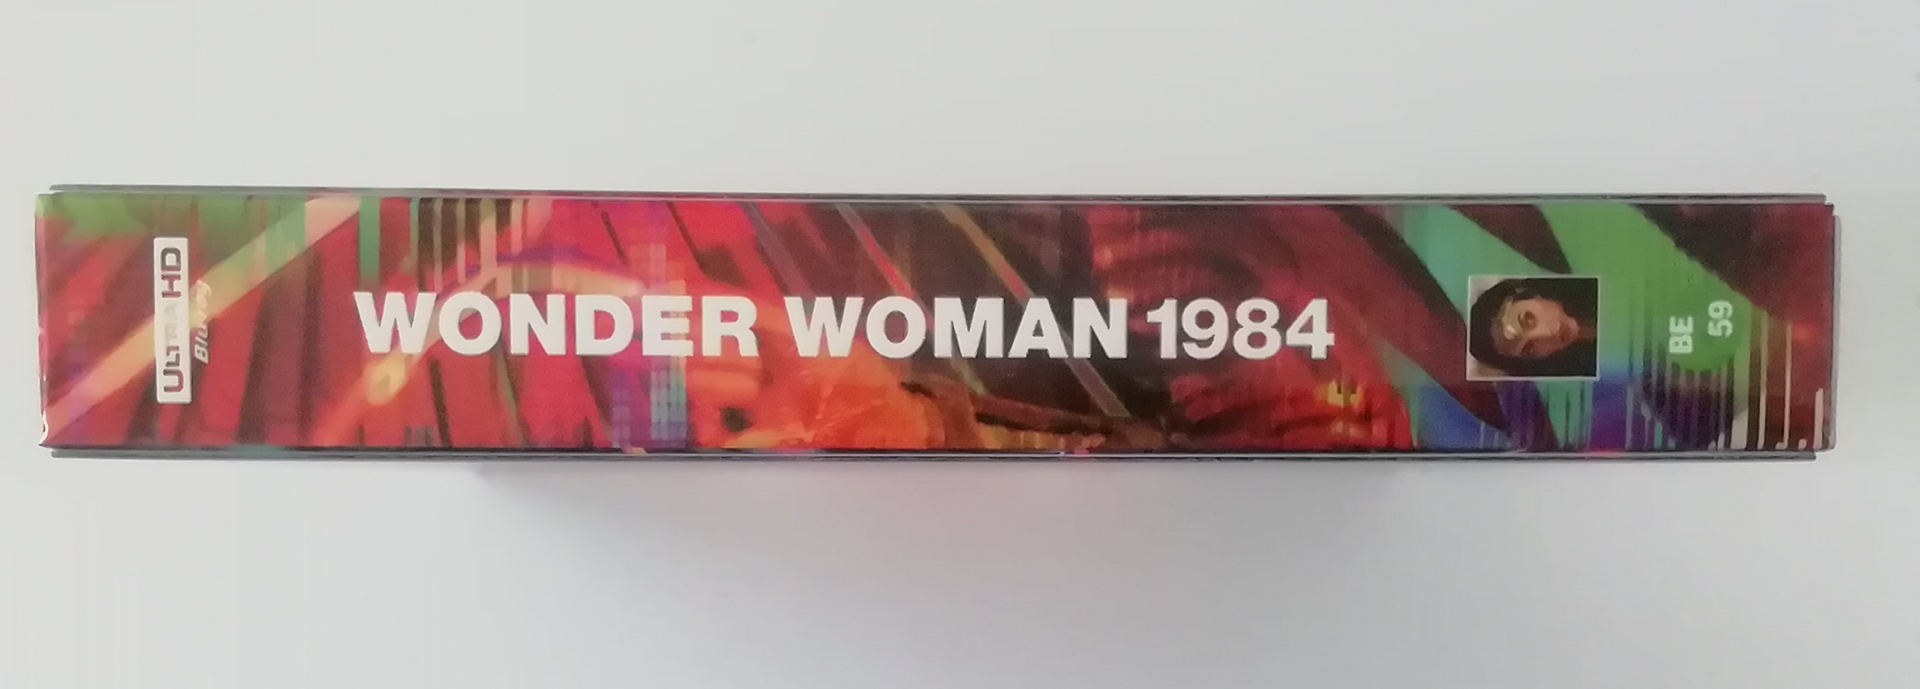 ULTRA HD
Blu-ray
WONDER WOMAN 1984
BE
59